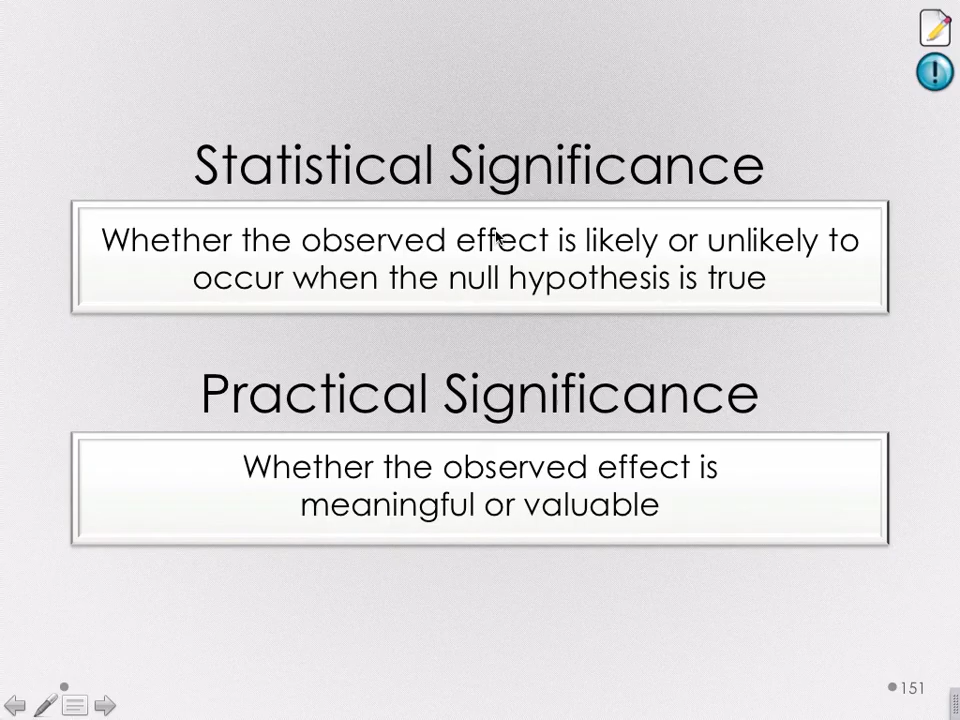 Statistical Significance
Whether the observed effect is likely or unlikely to
occur when the null hypothesis is true
Practical Significance
Whether the observed effect is
meaningful or valuable
151